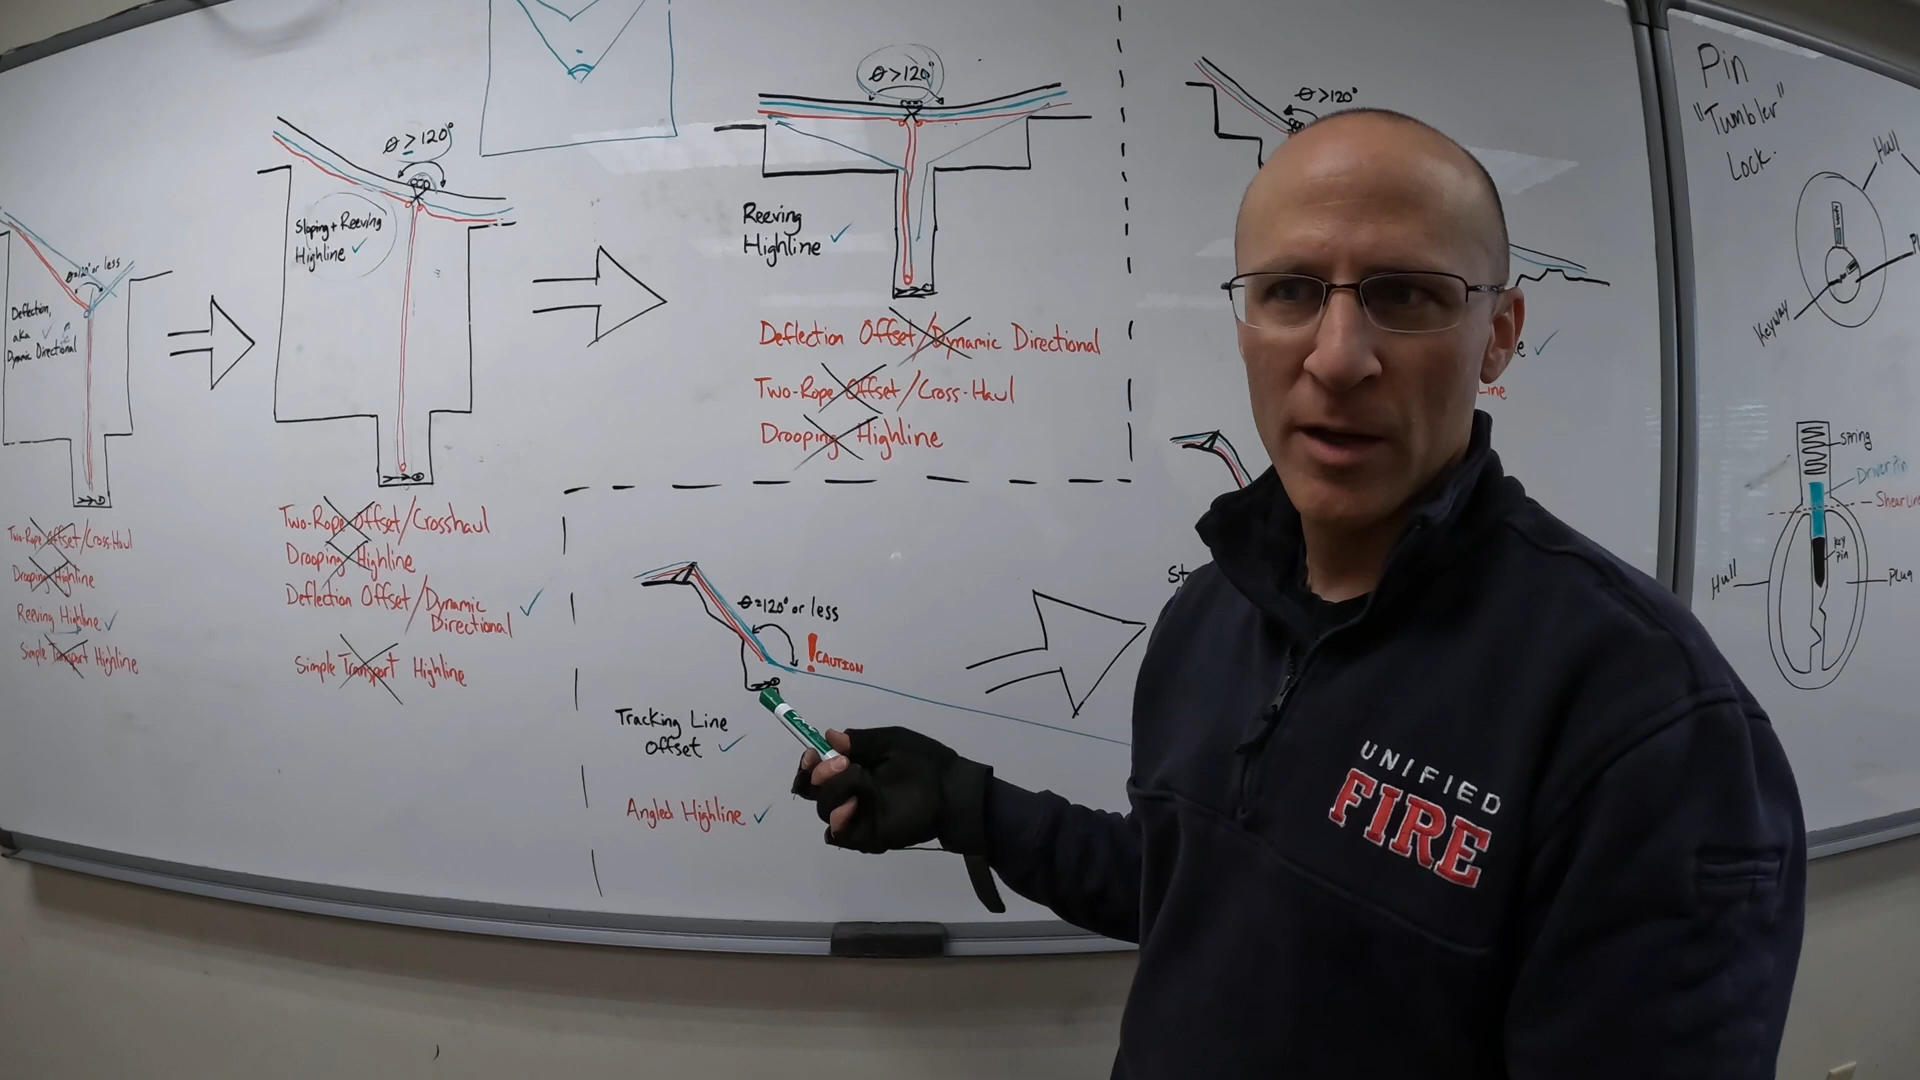 θ=120° or less
Deflection,
aka
Dynamic Directional
Two-Rope Offset/Cross-Haul
Drooping Highline
Reeving Highline
Simple Transport Highline
θ ≥ 120°
Sloping + Reeving
Highline
Two-Rope Offset/Crosshaul
Drooping Highline
Deflection Offset/Dynamic
Directional
Simple Transport Highline
θ > 120°
Reeving
Highline
Deflection Offset/Dynamic Directional
Two-Rope Offset/Cross-Haul
Drooping Highline
θ=120° or less
! CAUTION
Tracking Line
Offset
Angled Highline
θ >120°
Line
St
UNIFIED
FIRE
Pin
"Tumbler"
Lock.
Hull
Pl
Keyway
Spring
Driver Pin
Shear Line
Key
Pin
Hull
Plug